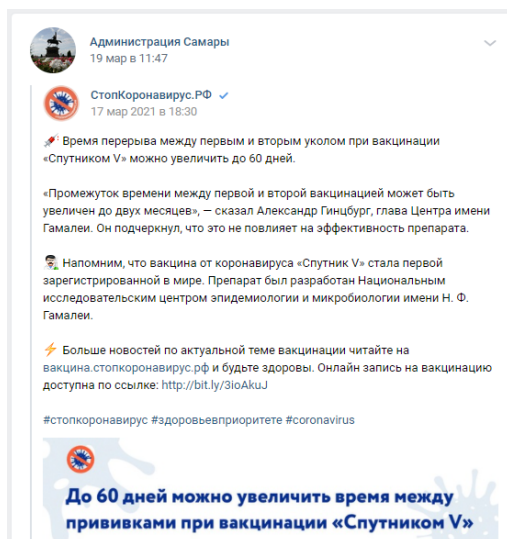 Администрация Самары
19 мар в 11:47
СтопКоронавирус.РФ
17 мар 2021 в 18:30
Время перерыва между первым и вторым уколом при вакцинации
«Спутником V» можно увеличить до 60 дней.
«Промежуток времени между первой и второй вакцинацией может быть
увеличен до двух месяцев», — сказал Александр Гинцбург, глава Центра имени
Гамалеи. Он подчеркнул, что это не повлияет на эффективность препарата.
Напомним, что вакцина от коронавируса «Спутник V» стала первой
зарегистрированной в мире. Препарат был разработан Национальным
исследовательским центром эпидемиологии и микробиологии имени Н. Ф.
Гамалеи.
Больше новостей по актуальной теме вакцинации читайте на
вакцина.стопкоронавирус.рф и будьте здоровы. Онлайн запись на вакцинацию
доступна по ссылке: http://bit.ly/3ioAkuJ
#стопкоронавирус #здоровьевприоритете #coronavirus
До 60 дней можно увеличить время между
прививками при вакцинации «Спутником V»